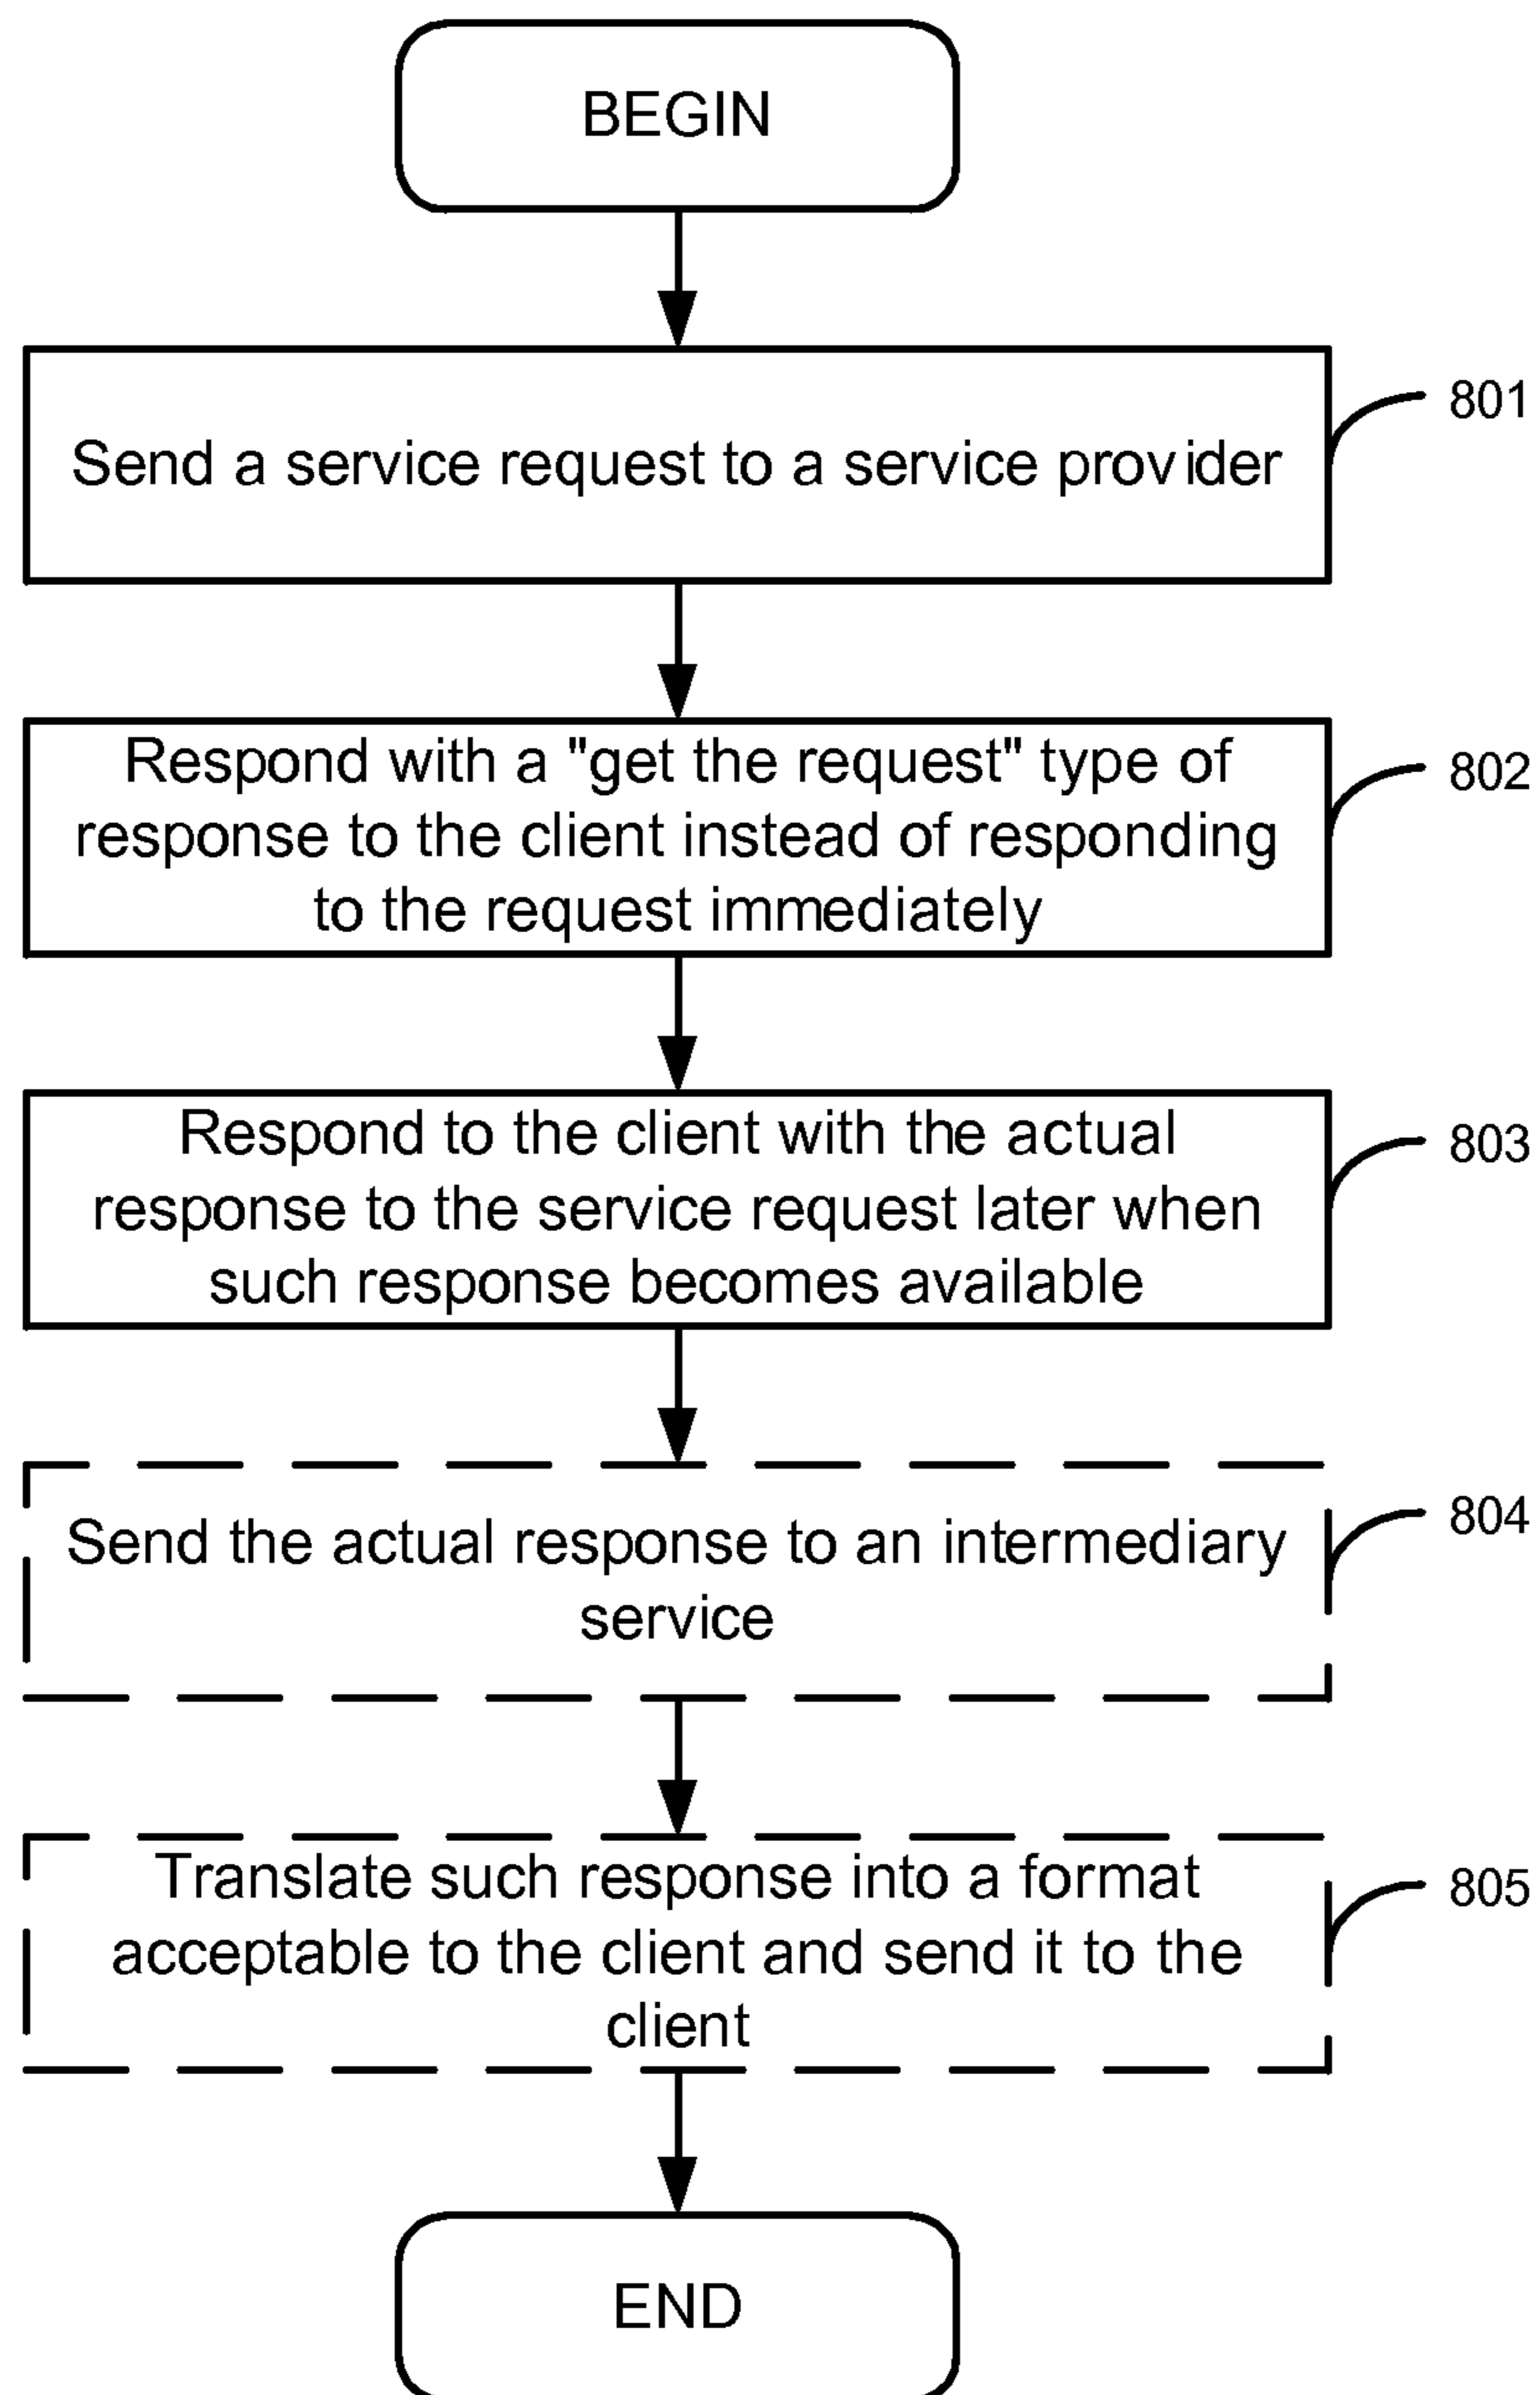 BEGIN
Send a service request to a service provider
801
Respond with a "get the request" type of
response to the client instead of responding
to the request immediately
802
Respond to the client with the actual
response to the service request later when
such response becomes available
803
Send the actual response to an intermediary
service
804
Translate such response into a format
acceptable to the client and send it to the
client
805
END